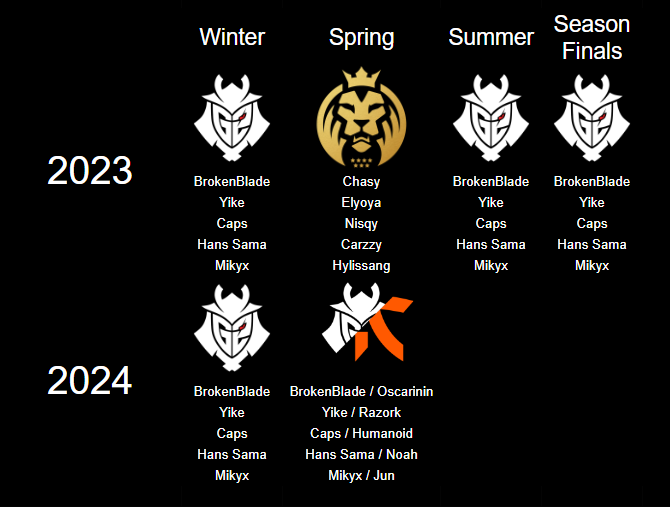 Winter Spring Summer Season Finals
2023
BrokenBlade Chasy BrokenBlade BrokenBlade
Yike Elyoya Yike Yike
Caps Nisqy Caps Caps
Hans Sama Carzzy Hans Sama Hans Sama
Mikyx Hylissang Mikyx Mikyx
2024
BrokenBlade BrokenBlade / Oscarinin
Yike Yike / Razork
Caps Caps / Humanoid
Hans Sama Hans Sama / Noah
Mikyx Mikyx / Jun